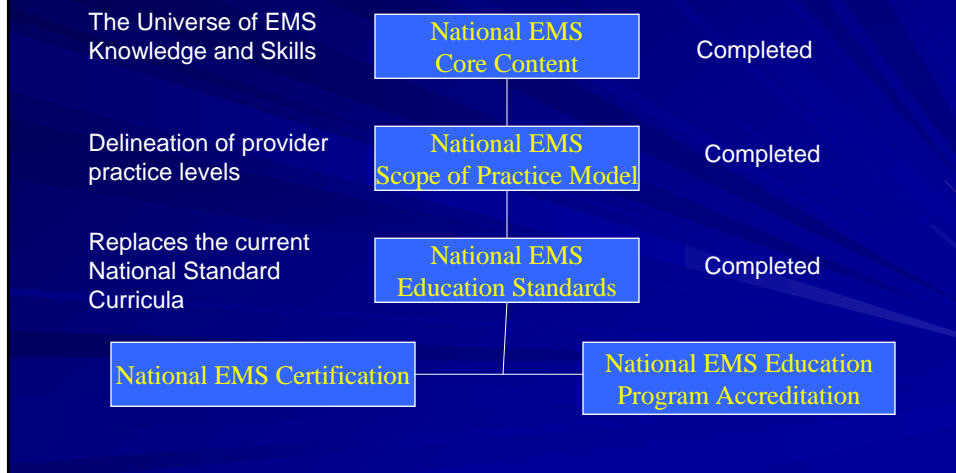 The Universe of EMS
Knowledge and Skills
National EMS
Core Content
Completed
Delineation of provider
practice levels
National EMS
Scope of Practice Model
Completed
Replaces the current
National Standard
Curricula
National EMS
Education Standards
Completed
National EMS Certification
National EMS Education
Program Accreditation